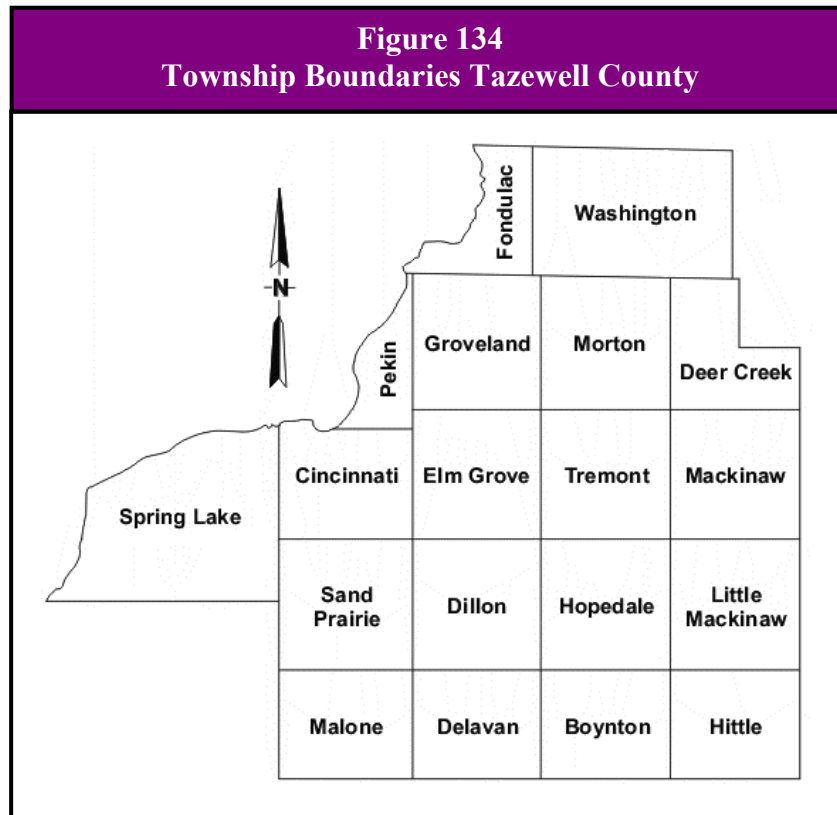 Figure 134
Township Boundaries Tazewell County
Fondulac
Washington
N
Pekin
Groveland
Morton
Deer Creek
Cincinnati
Elm Grove
Tremont
Mackinaw
Spring Lake
Sand
Prairie
Dillon
Hopedale
Little
Mackinaw
Malone
Delavan
Boynton
Hittle